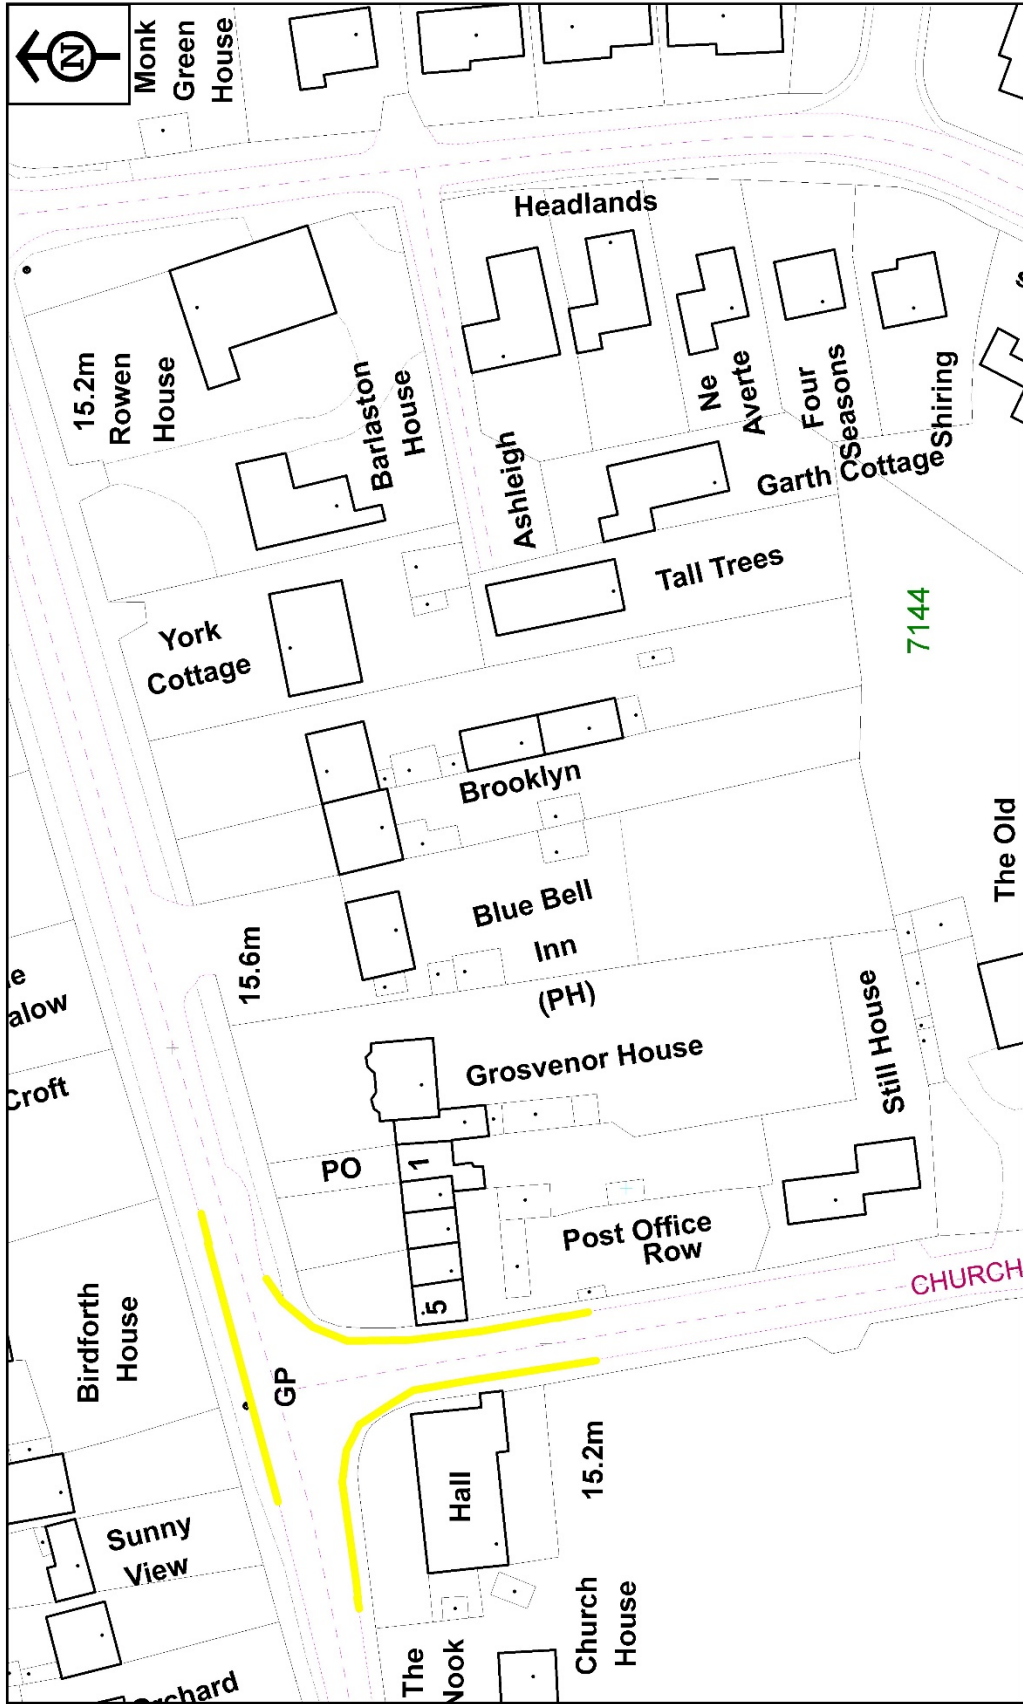 N
Monk
Green
House
Headlands
15.2m
Rowen
House
Barlaston
House
Ashleigh
Ne
Averte
Four
Seasons
Shiring
Garth Cottage
Tall Trees
York
Cottage
7144
Brooklyn
The Old
Blue Bell
Inn
(PH)
15.6m
alow
Croft
Grosvenor House
Still House
PO
1
5
Post Office
Row
CHURCH
Birdforth
House
GP
Hall
15.2m
Sunny
View
Church
House
The
Nook
Orchard